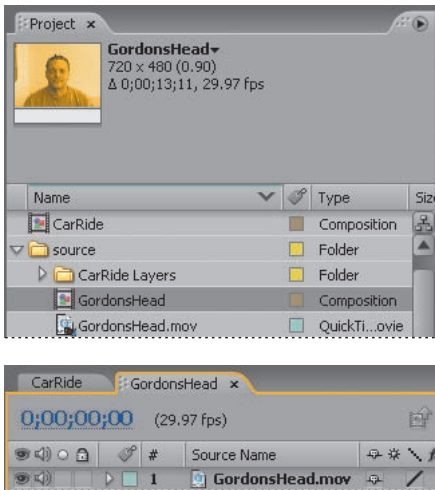 Project ×
GordonsHead
720 x 480 (0.90)
Δ 0;00;13;11, 29.97 fps
Name Type Size
CarRide Composition
source Folder
CarRide Layers Folder
GordonsHead Composition
GordonsHead.mov QuickTi...ovie
CarRide GordonsHead ×
0;00;00;00 (29.97 fps)
# Source Name
1 GordonsHead.mov